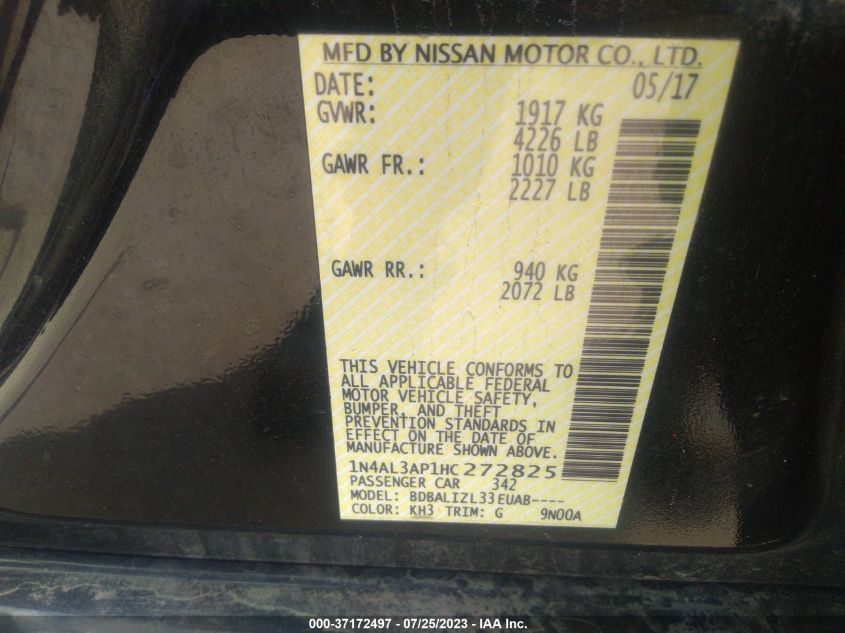 MFD BY NISSAN MOTOR CO., LTD.
DATE: 05/17
GVWR: 1917 KG
4226 LB
GAWR FR.: 1010 KG
2227 LB
GAWR RR.: 940 KG
2072 LB
THIS VEHICLE CONFORMS TO
ALL APPLICABLE FEDERAL
MOTOR VEHICLE SAFETY,
BUMPER, AND THEFT
PREVENTION STANDARDS IN
EFFECT ON THE DATE OF
MANUFACTURE SHOWN ABOVE.
1N4AL3AP1HC272825
PASSENGER CAR 342
MODEL: BDBALIZL33EUAB----
COLOR: KH3 TRIM: G 9N00A
000-37172497 - 07/25/2023 - IAA Inc.